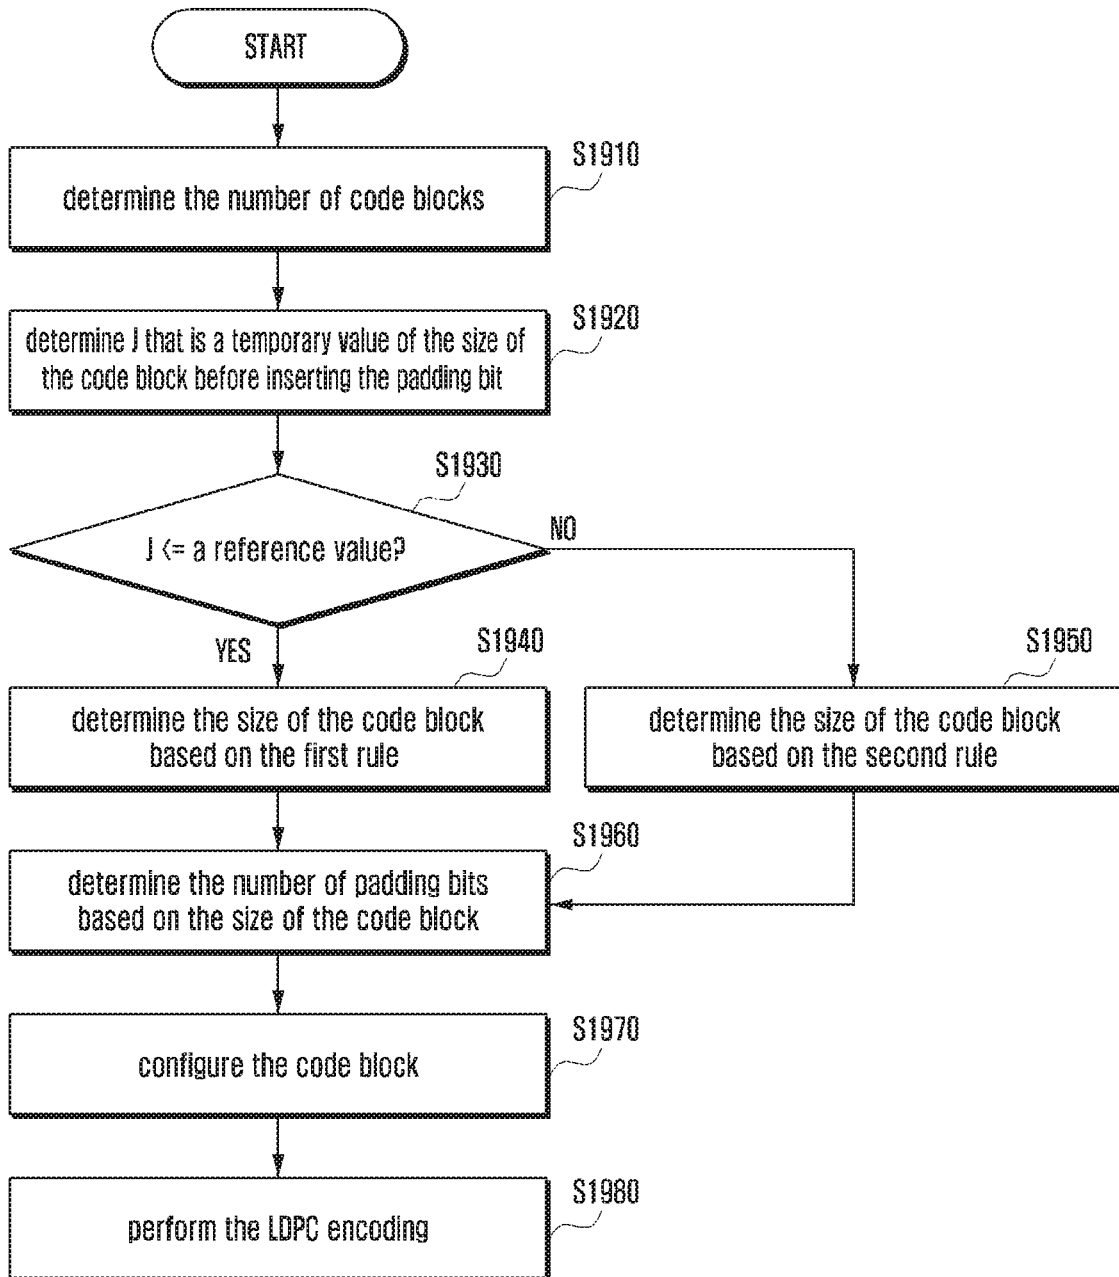 START
S1910
determine the number of code blocks
S1920
determine J that is a temporary value of the size of
the code block before inserting the padding bit
S1930
J <= a reference value?
NO
YES
S1940
determine the size of the code block
based on the first rule
S1950
determine the size of the code block
based on the second rule
S1960
determine the number of padding bits
based on the size of the code block
S1970
configure the code block
S1980
perform the LDPC encoding